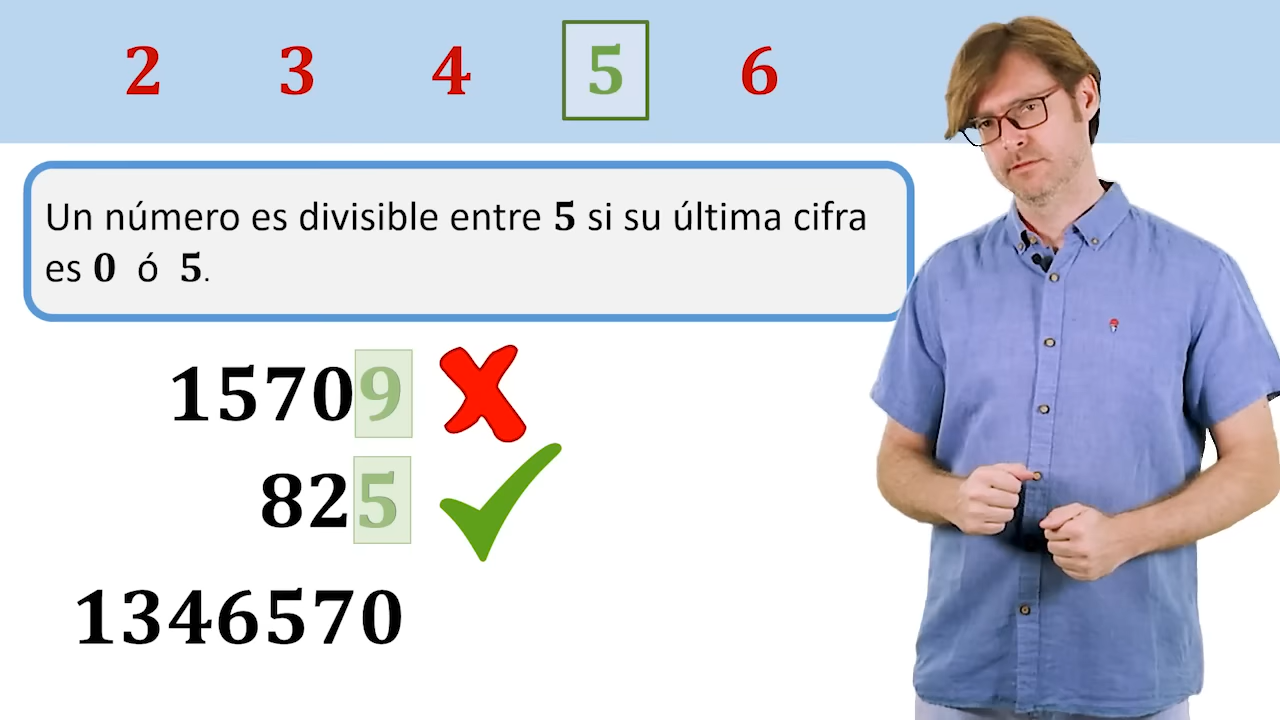 2 3 4 5 6
Un número es divisible entre 5 si su última cifra
es 0 ó 5.
15709
825
1346570